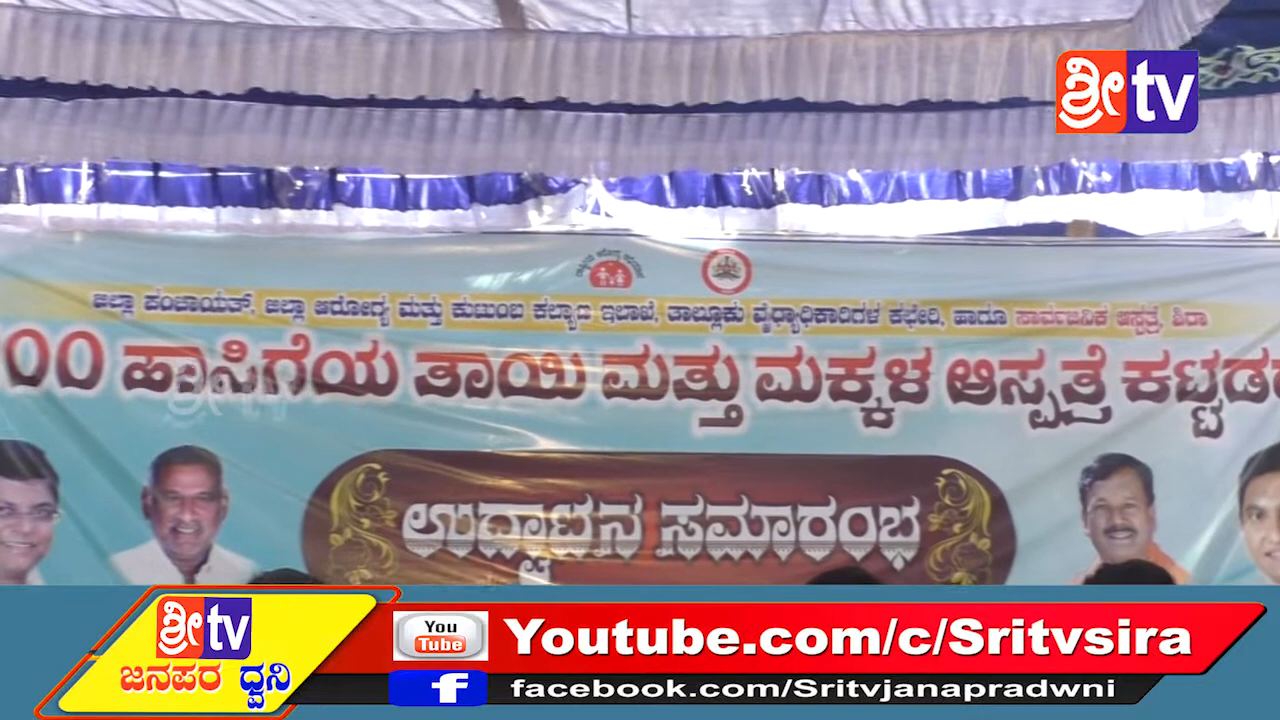 ಶ್ರೀ tv
ಜಿಲ್ಲಾ ಪಂಚಾಯತ್, ಜಿಲ್ಲಾ ಆರೋಗ್ಯ ಮತ್ತು ಕುಟುಂಬ ಕಲ್ಯಾಣ ಇಲಾಖೆ, ತಾಲ್ಲೂಕು ವೈಧ್ಯಾಧಿಕಾರಿಗಳ ಕಛೇರಿ, ಹಾಗೂ ಸಾರ್ವಜನಿಕ ಆಸ್ಪತ್ರೆ, ಶಿರಾ
00 ಹಾಸಿಗೆಯ ತಾಯಿ ಮತ್ತು ಮಕ್ಕಳ ಆಸ್ಪತ್ರೆ ಕಟ್ಟಡ
ಶ್ರೀ tv
ಉದ್ಘಾಟನ ಸಮಾರಂಭ
ಶ್ರೀ tv
ಜನಪರ ಧ್ವನಿ
You Tube
Youtube.com/c/Sritvsira
f
facebook.com/Sritvjanapradwni